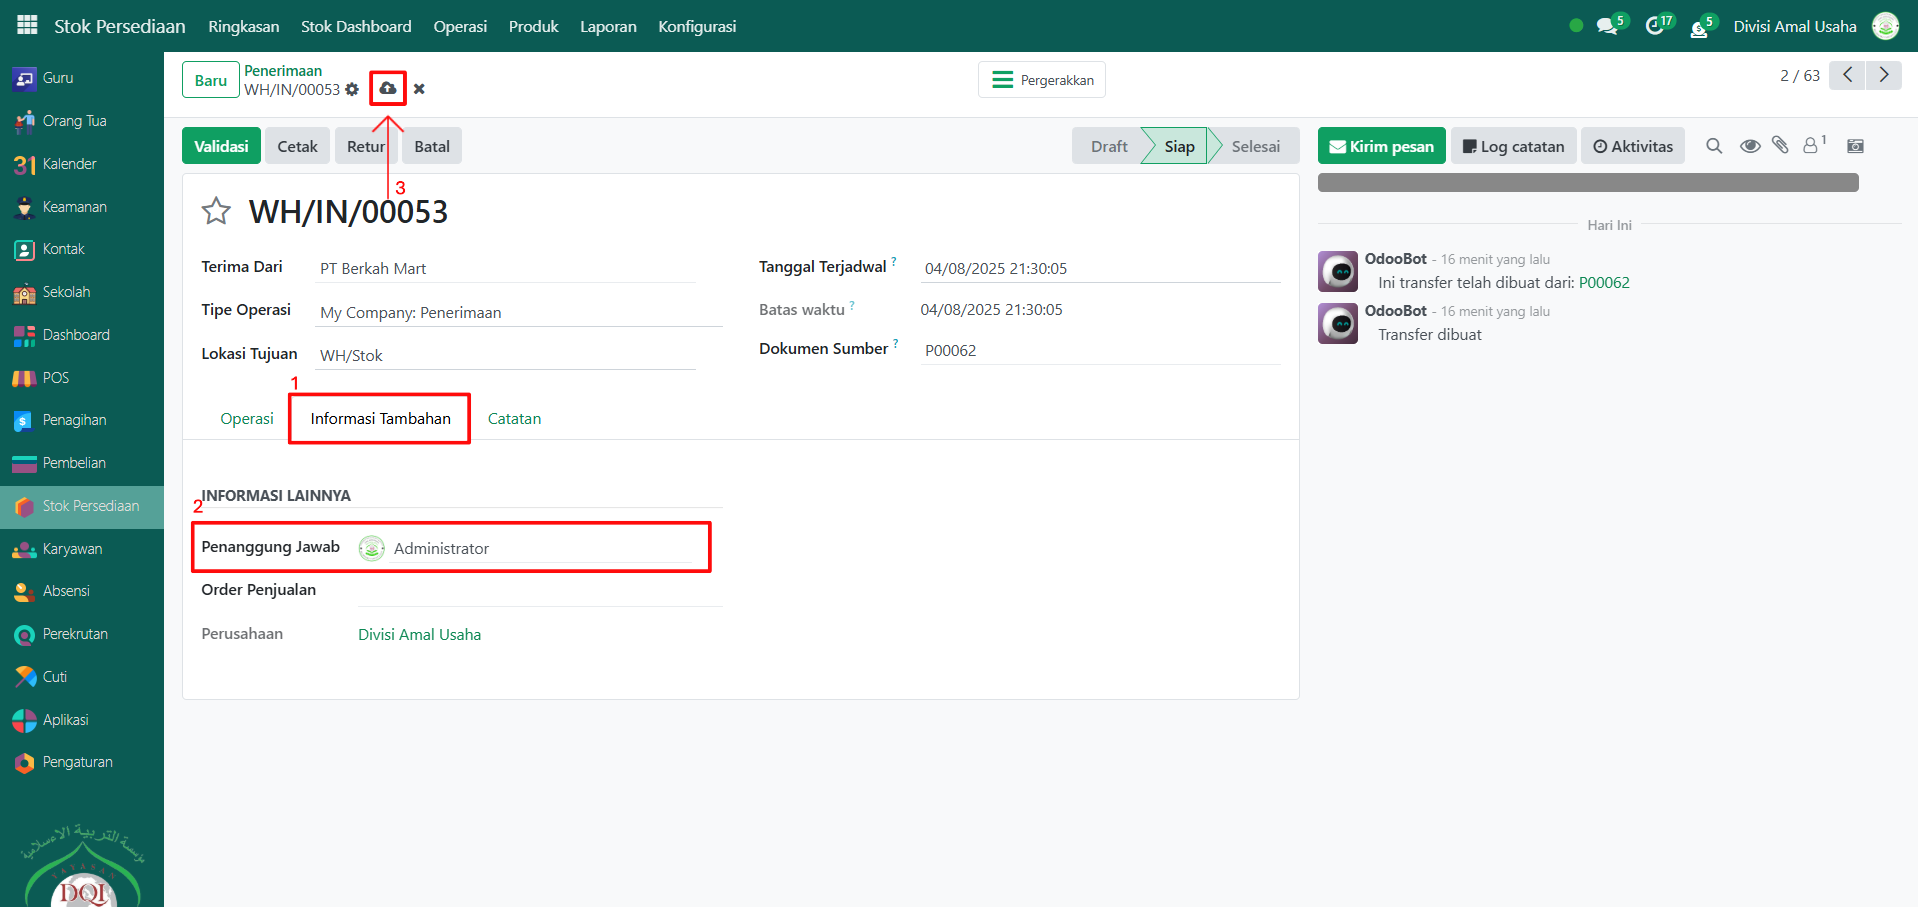 Stok Persediaan Ringkasan Stok Dashboard Operasi Produk Laporan Konfigurasi 5 17 5 Divisi Amal Usaha
Guru
Orang Tua
31 Kalender
Keamanan
Kontak
Sekolah
Dashboard
POS
Penagihan
Pembelian
Stok Persediaan
Karyawan
Absensi
Perekrutan
Cuti
Aplikasi
Pengaturan
مؤسسة التربية الإسلامية
YAYASAN
DQI
Baru
Penerimaan
WH/IN/00053
Pergerakkan
2 / 63
Validasi Cetak Retur Batal
Draft Siap Selesai
3
WH/IN/00053
Terima Dari PT Berkah Mart
Tipe Operasi My Company: Penerimaan
Lokasi Tujuan WH/Stok
Tanggal Terjadwal ? 04/08/2025 21:30:05
Batas waktu ? 04/08/2025 21:30:05
Dokumen Sumber ? P00062
1
Operasi Informasi Tambahan Catatan
INFORMASI LAINNYA
2
Penanggung Jawab Administrator
Order Penjualan
Perusahaan Divisi Amal Usaha
Kirim pesan Log catatan Aktivitas 1
Hari Ini
OdooBot - 16 menit yang lalu
Ini transfer telah dibuat dari: P00062
OdooBot - 16 menit yang lalu
Transfer dibuat